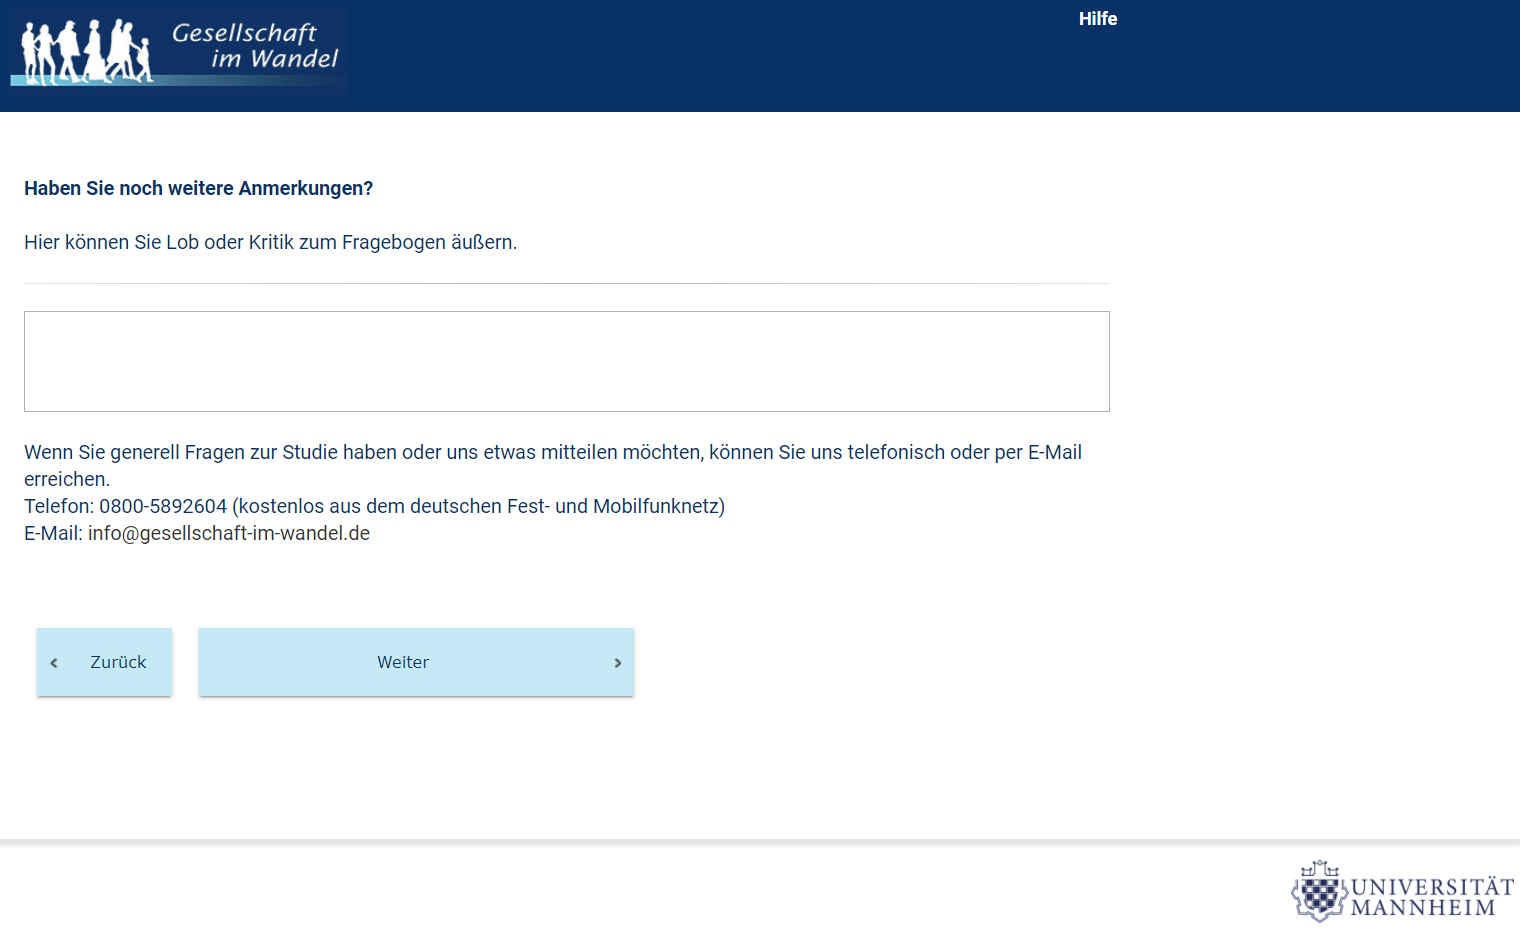 Gesellschaft
im Wandel
Hilfe
Haben Sie noch weitere Anmerkungen?
Hier können Sie Lob oder Kritik zum Fragebogen äußern.
Wenn Sie generell Fragen zur Studie haben oder uns etwas mitteilen möchten, können Sie uns telefonisch oder per E-Mail
erreichen.
Telefon: 0800-5892604 (kostenlos aus dem deutschen Fest- und Mobilfunknetz)
E-Mail: info@gesellschaft-im-wandel.de
Zurück
Weiter
UNIVERSITÄT
MANNHEIM